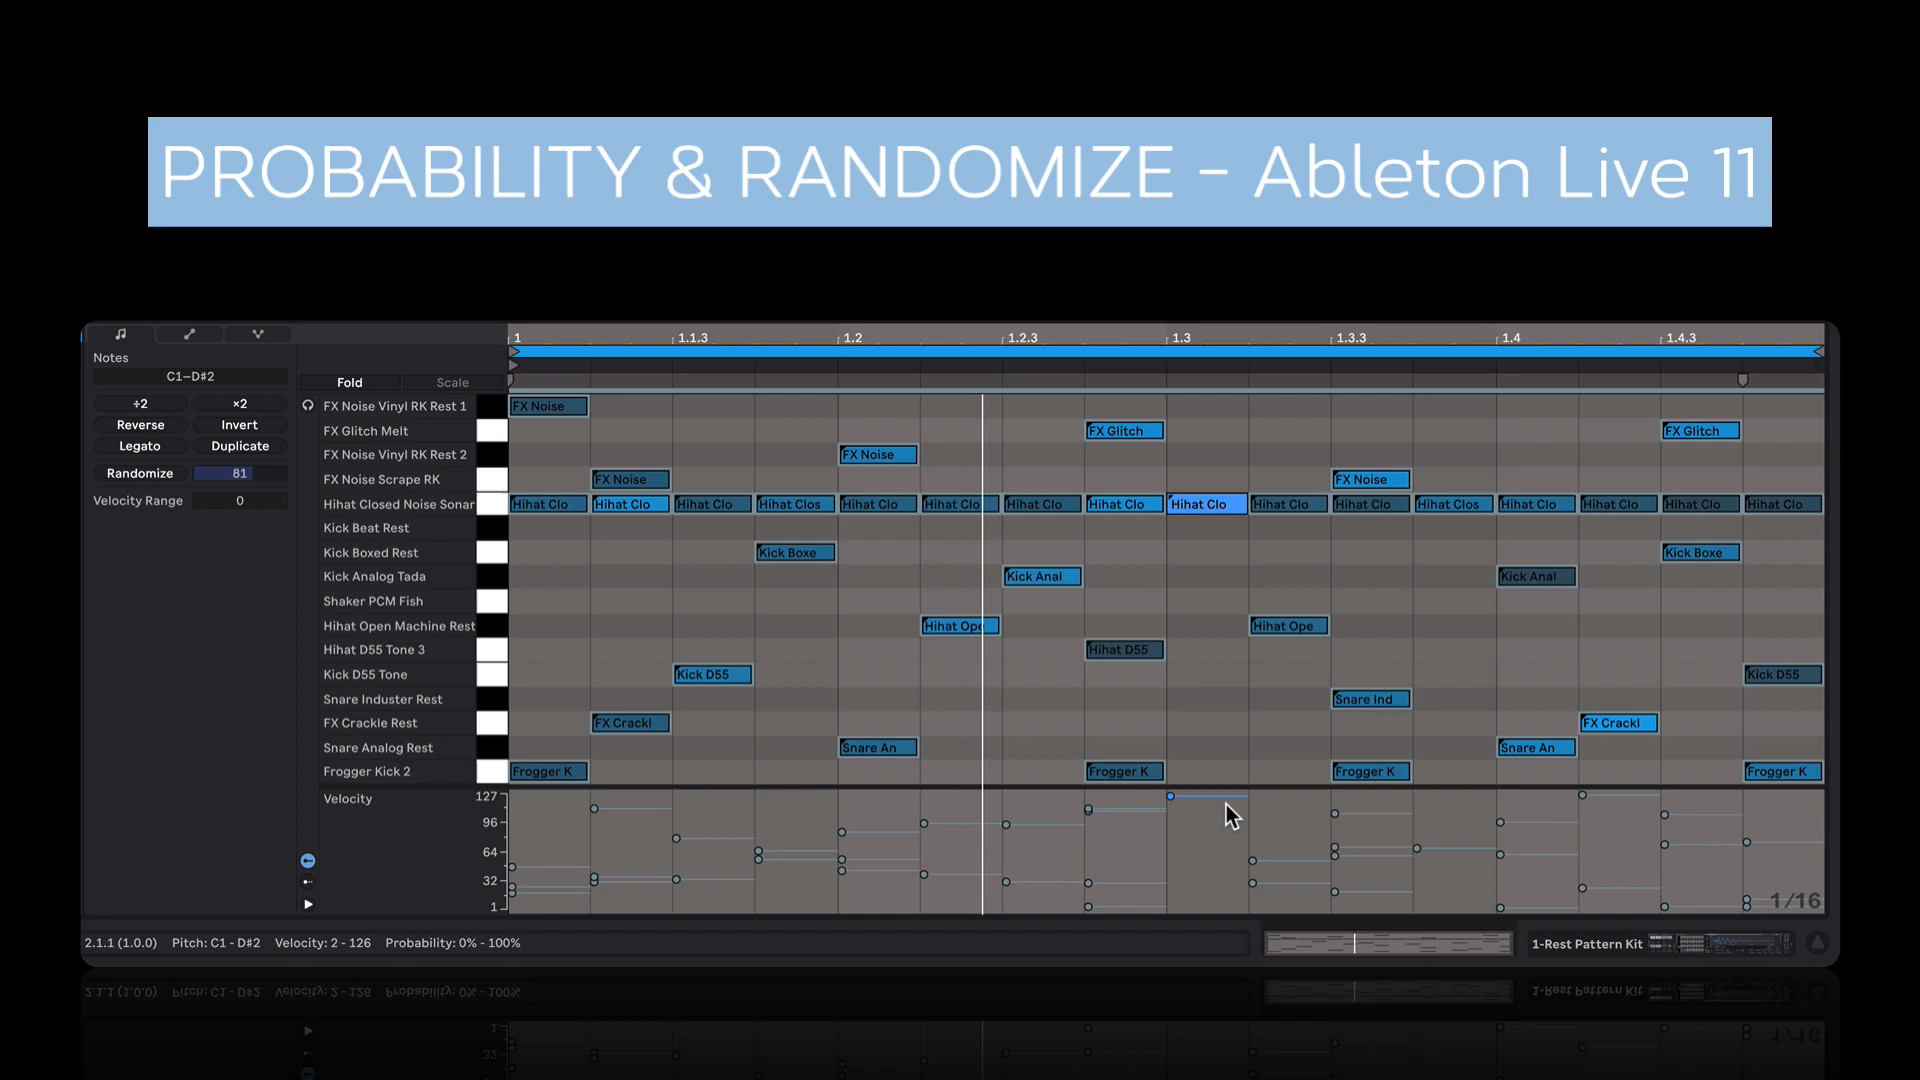 PROBABILITY & RANDOMIZE - Ableton Live 11
1 1.1.3 1.2 1.2.3 1.3 1.3.3 1.4 1.4.3
Notes
C1–D#2
÷2 ×2
Reverse Invert
Legato Duplicate
Randomize 81
Velocity Range 0
Fold Scale
FX Noise Vinyl RK Rest 1 FX Noise
FX Glitch Melt FX Glitch FX Glitch
FX Noise Vinyl RK Rest 2 FX Noise
FX Noise Scrape RK FX Noise FX Noise
Hihat Closed Noise Sonar Hihat Clo Hihat Clo Hihat Clo Hihat Clos Hihat Clo Hihat Clo Hihat Clo Hihat Clo Hihat Clo Hihat Clo Hihat Clo Hihat Clos Hihat Clo Hihat Clo Hihat Clo Hihat Clo
Kick Beat Rest
Kick Boxed Rest Kick Boxe Kick Boxe
Kick Analog Tada Kick Anal Kick Anal
Shaker PCM Fish
Hihat Open Machine Rest Hihat Ope Hihat Ope
Hihat D55 Tone 3 Hihat D55
Kick D55 Tone Kick D55 Kick D55
Snare Induster Rest Snare Ind
FX Crackle Rest FX Crackl FX Crackl
Snare Analog Rest Snare An Snare An
Frogger Kick 2 Frogger K Frogger K Frogger K Frogger K
Velocity 127
96
64
32
1
1/16
2.1.1 (1.0.0) Pitch: C1 - D#2 Velocity: 2 - 126 Probability: 0% - 100% 1-Rest Pattern Kit